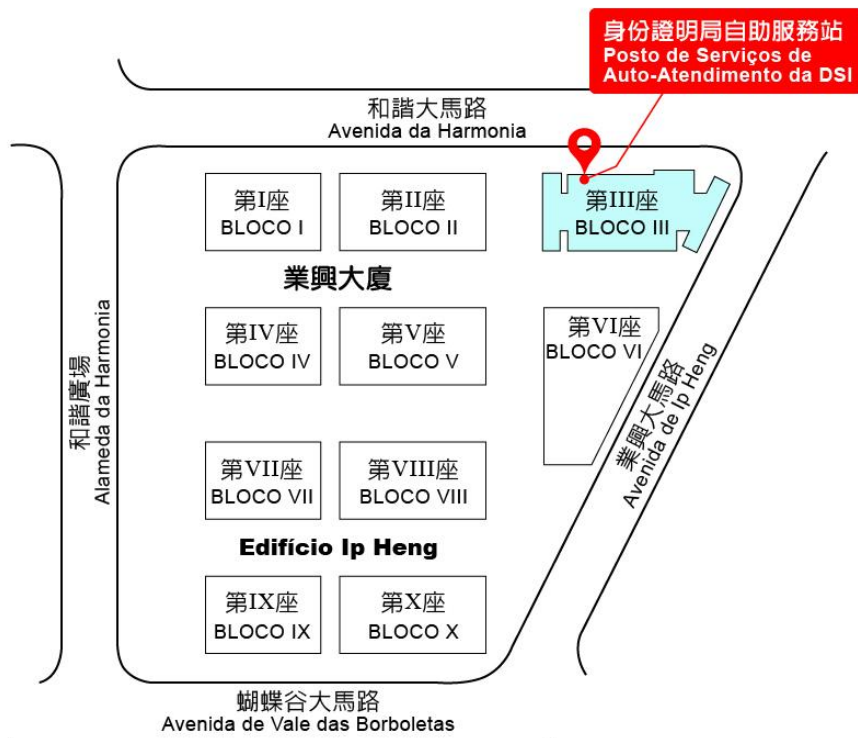 身份證明局自助服務站
Posto de Serviços de
Auto-Atendimento da DSI
和諧大馬路
Avenida da Harmonia
第I座
BLOCO I
第II座
BLOCO II
第III座
BLOCO III
業興大廈
第IV座
BLOCO IV
第V座
BLOCO V
第VI座
BLOCO VI
和諧廣場
Alameda da Harmonia
業興大馬路
Avenida de Ip Heng
第VII座
BLOCO VII
第VIII座
BLOCO VIII
Edifício Ip Heng
第IX座
BLOCO IX
第X座
BLOCO X
蝴蝶谷大馬路
Avenida de Vale das Borboletas